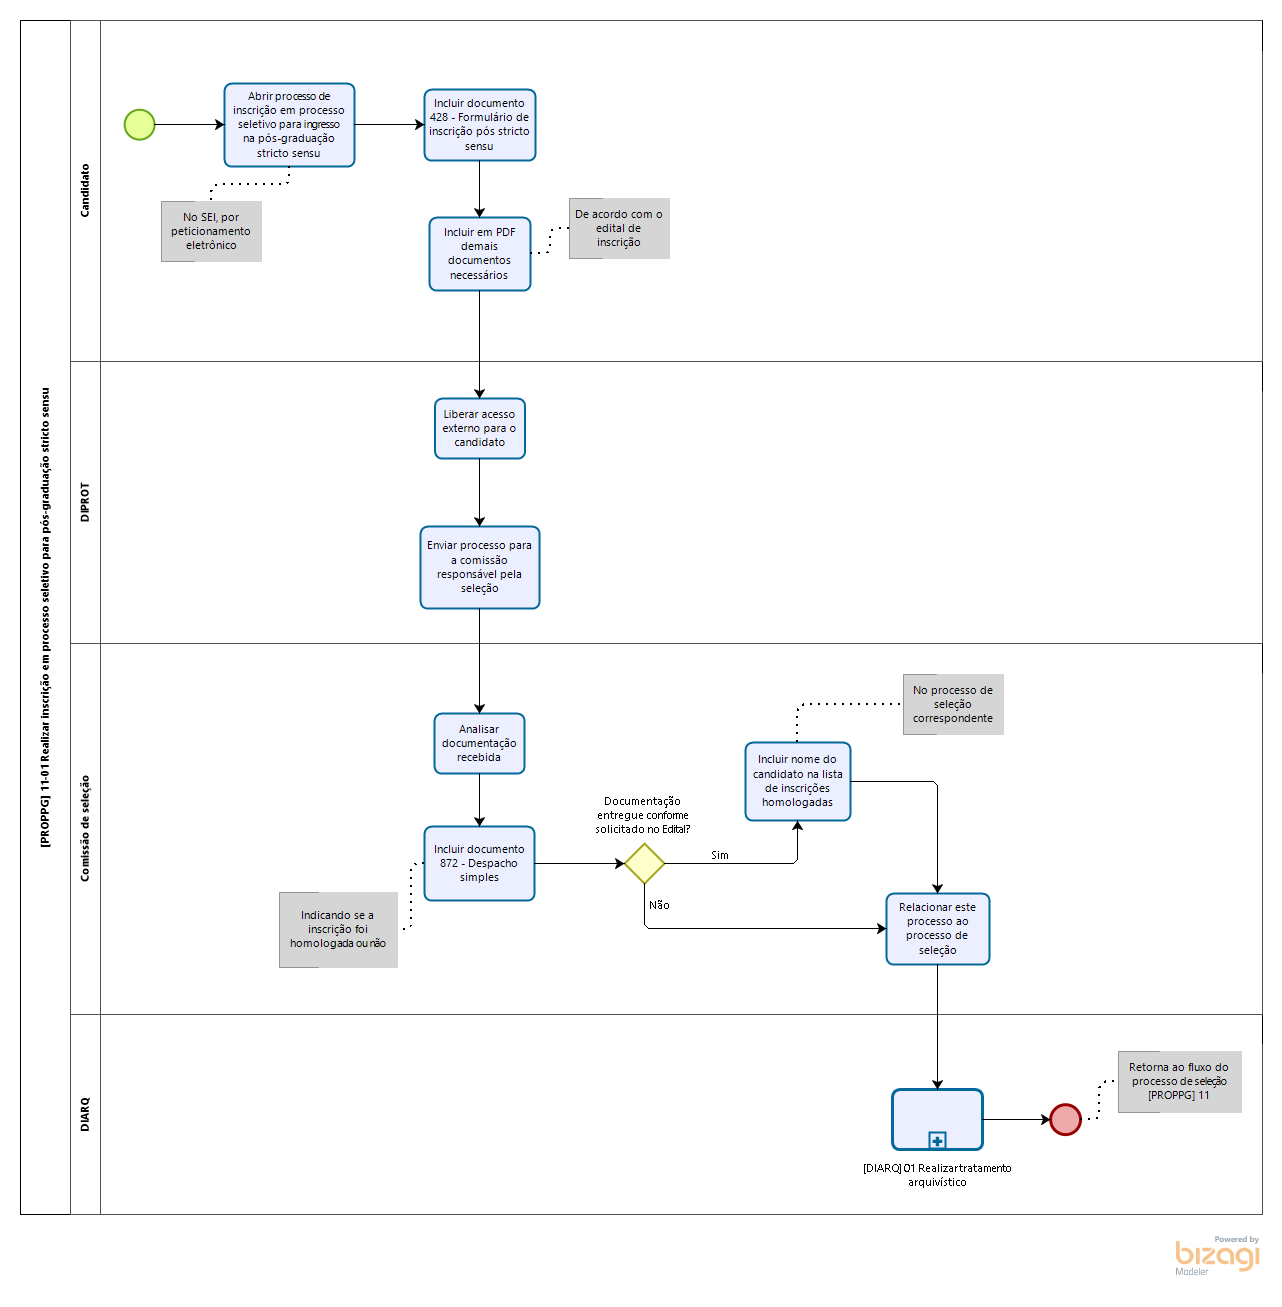 [PROPPG] 11-01 Realizar inscrição em processo seletivo para pós-graduação stricto sensu
Candidato
Abrir processo de
inscrição em processo
seletivo para ingresso
na pós-graduação
stricto sensu
Incluir documento
428 - Formulário de
inscrição pós stricto
sensu
No SEI, por
peticionamento
eletrônico
Incluir em PDF
demais
documentos
necessários
De acordo com o
edital de
inscrição
DIPROT
Liberar acesso
externo para o
candidato
Enviar processo para
a comissão
responsável pela
seleção
Comissão de seleção
Analisar
documentação
recebida
Incluir documento
872 - Despacho
simples
Indicando se a
inscrição foi
homologada ou não
Documentação
entregue conforme
solicitado no Edital?
Sim
Não
Incluir nome do
candidato na lista
de inscrições
homologadas
No processo de
seleção
correspondente
Relacionar este
processo ao
processo de
seleção
DIARQ
[DIARQ] 01 Realizar tratamento
arquivístico
Retorna ao fluxo do
processo de seleção
[PROPPG] 11
Powered by
bizagi
Modeler